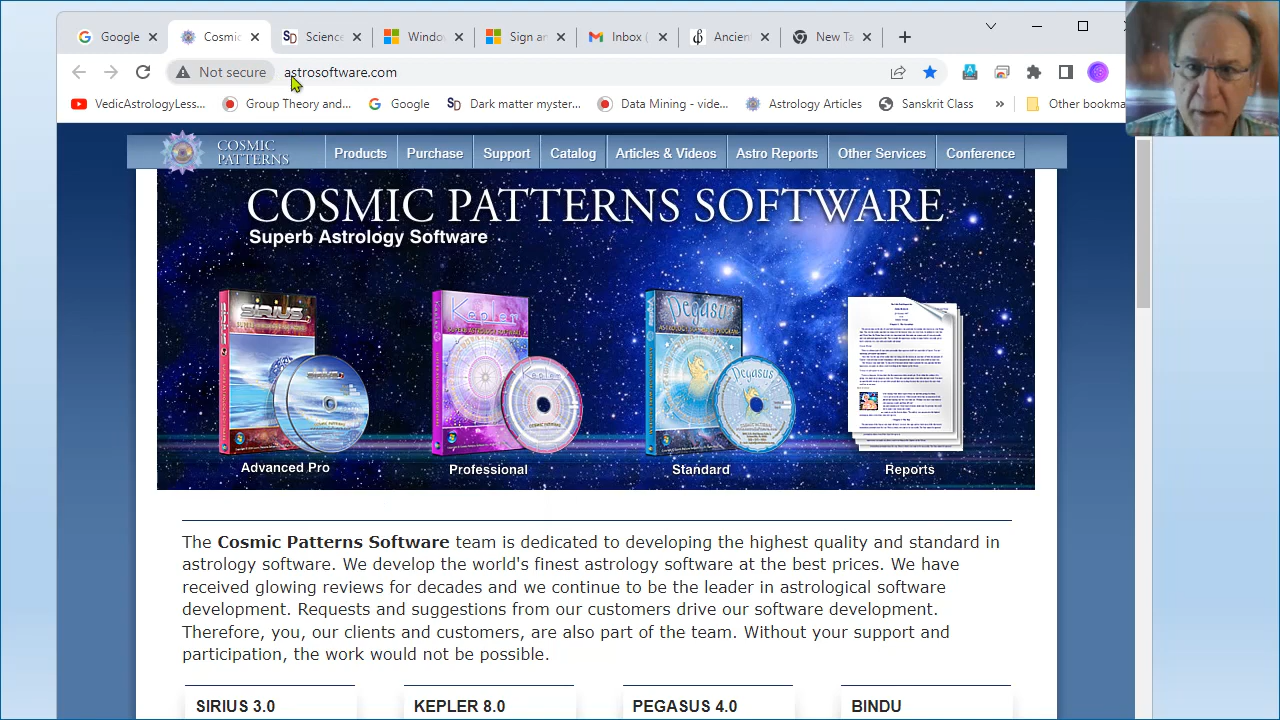 Google
Cosmic
Science
Windo
Sign an
Inbox (
Ancien
New Ta
Not secure
astrosoftware.com
VedicAstrologyLess...
Group Theory and...
Google
Dark matter myster...
Data Mining - vide...
Astrology Articles
Sanskrit Class
»
Other bookma
COSMIC
PATTERNS
Products
Purchase
Support
Catalog
Articles & Videos
Astro Reports
Other Services
Conference
COSMIC PATTERNS SOFTWARE
Superb Astrology Software
SIRIUS
Pegasus
Pegasus
Advanced Pro
Professional
Standard
Reports
The Cosmic Patterns Software team is dedicated to developing the highest quality and standard in
astrology software. We develop the world's finest astrology software at the best prices. We have
received glowing reviews for decades and we continue to be the leader in astrological software
development. Requests and suggestions from our customers drive our software development.
Therefore, you, our clients and customers, are also part of the team. Without your support and
participation, the work would not be possible.
SIRIUS 3.0
KEPLER 8.0
PEGASUS 4.0
BINDU